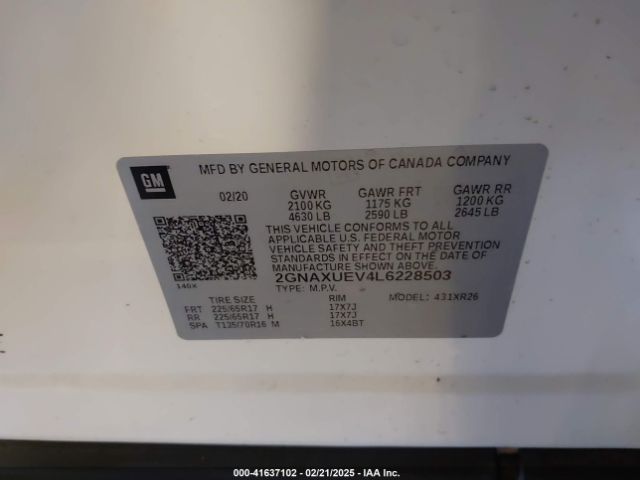 GM
MFD BY GENERAL MOTORS OF CANADA COMPANY
02/20 GVWR GAWR FRT GAWR RR
2100 KG 1175 KG 1200 KG
4630 LB 2590 LB 2645 LB
THIS VEHICLE CONFORMS TO ALL
APPLICABLE U.S. FEDERAL MOTOR
VEHICLE SAFETY AND THEFT PREVENTION
STANDARDS IN EFFECT ON THE DATE OF
MANUFACTURE SHOWN ABOVE.
2GNAXUEV4L6228503
140X TYPE: M.P.V.
TIRE SIZE RIM MODEL: 431XR26
FRT 225/65R17 H 17X7J
RR 225/65R17 H 17X7J
SPA T135/70R16 M 16X4BT
000-41637102 — 02/21/2025 — IAA Inc.